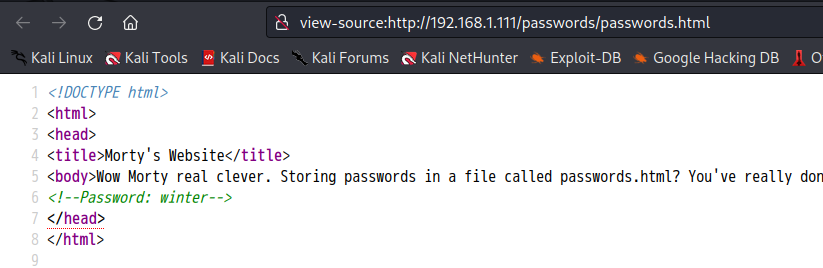 view-source:http://192.168.1.111/passwords/passwords.html
Kali Linux Kali Tools Kali Docs Kali Forums Kali NetHunter Exploit-DB Google Hacking DB
1 <!DOCTYPE html>
2 <html>
3 <head>
4 <title>Morty's Website</title>
5 <body>Wow Morty real clever. Storing passwords in a file called passwords.html? You've really
6 <!--Password: winter-->
7 </head>
8 </html>
9